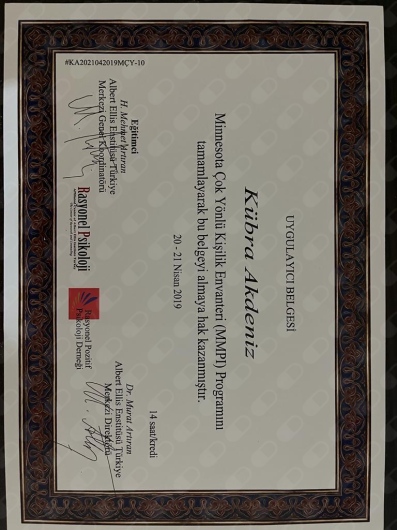 UYGULAYICI BELGESİ
Kübra Akdeniz
Minnesota Çok Yönlü Kişilik Envanteri (MMPI) Programını
tamamlayarak bu belgeyi almaya hak kazanmıştır.
20 - 21 Nisan 2019
14 saat/kredi
Eğitimci
H. Mehmet Artıran
Albert Ellis Enstitüsü Türkiye
Merkezi Genel Koordinatörü
Rasyonel Psikoloji
Rasyonel Pozitif
Psikoloji Derneği
Dr. Murat Artıran
Albert Ellis Enstitüsü Türkiye
Merkezi Direktörü
#KA2021042019MÇY-10